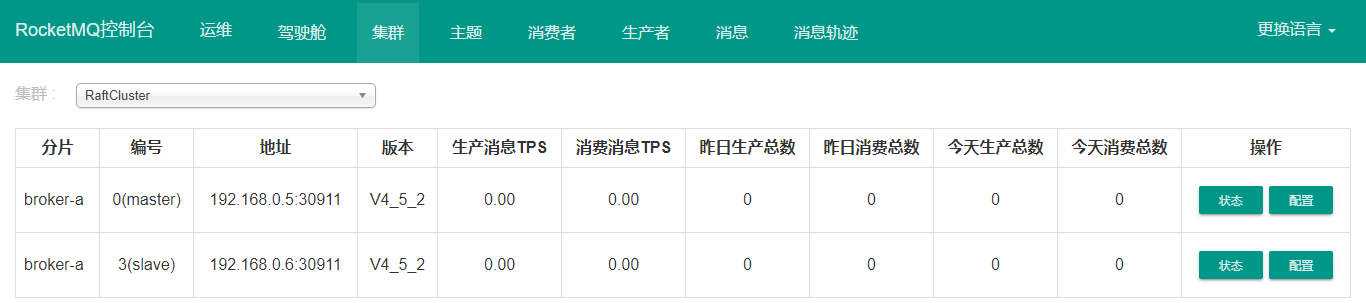 RocketMQ控制台 运维 驾驶舱 集群 主题 消费者 生产者 消息 消息轨迹 更换语言
集群 : RaftCluster
分片 编号 地址 版本 生产消息TPS 消费消息TPS 昨日生产总数 昨日消费总数 今天生产总数 今天消费总数 操作
broker-a 0(master) 192.168.0.5:30911 V4_5_2 0.00 0.00 0 0 0 0 状态 配置
broker-a 3(slave) 192.168.0.6:30911 V4_5_2 0.00 0.00 0 0 0 0 状态 配置